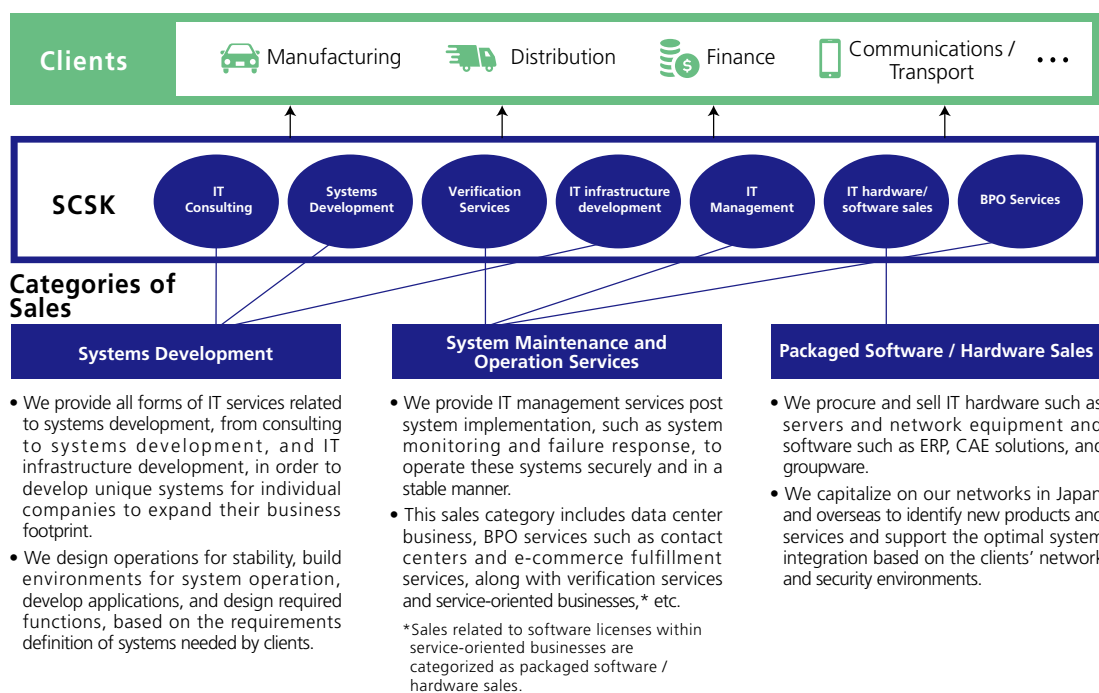 Clients
Manufacturing
Distribution
Finance
Communications /
Transport
...
SCSK
IT
Consulting
Systems
Development
Verification
Services
IT infrastructure
development
IT
Management
IT hardware/
software sales
BPO Services
Categories of
Sales
Systems Development
• We provide all forms of IT services related
to systems development, from consulting
to systems development, and IT
infrastructure development, in order to
develop unique systems for individual
companies to expand their business
footprint.
• We design operations for stability, build
environments for system operation,
develop applications, and design required
functions, based on the requirements
definition of systems needed by clients.
System Maintenance and
Operation Services
• We provide IT management services post
system implementation, such as system
monitoring and failure response, to
operate these systems securely and in a
stable manner.
• This sales category includes data center
business, BPO services such as contact
centers and e-commerce fulfillment
services, along with verification services
and service-oriented businesses,* etc.
*Sales related to software licenses within
service-oriented businesses are
categorized as packaged software /
hardware sales.
Packaged Software / Hardware Sales
• We procure and sell IT hardware such as
servers and network equipment and
software such as ERP, CAE solutions, and
groupware.
• We capitalize on our networks in Japan
and overseas to identify new products and
services and support the optimal system
integration based on the clients' network
and security environments.